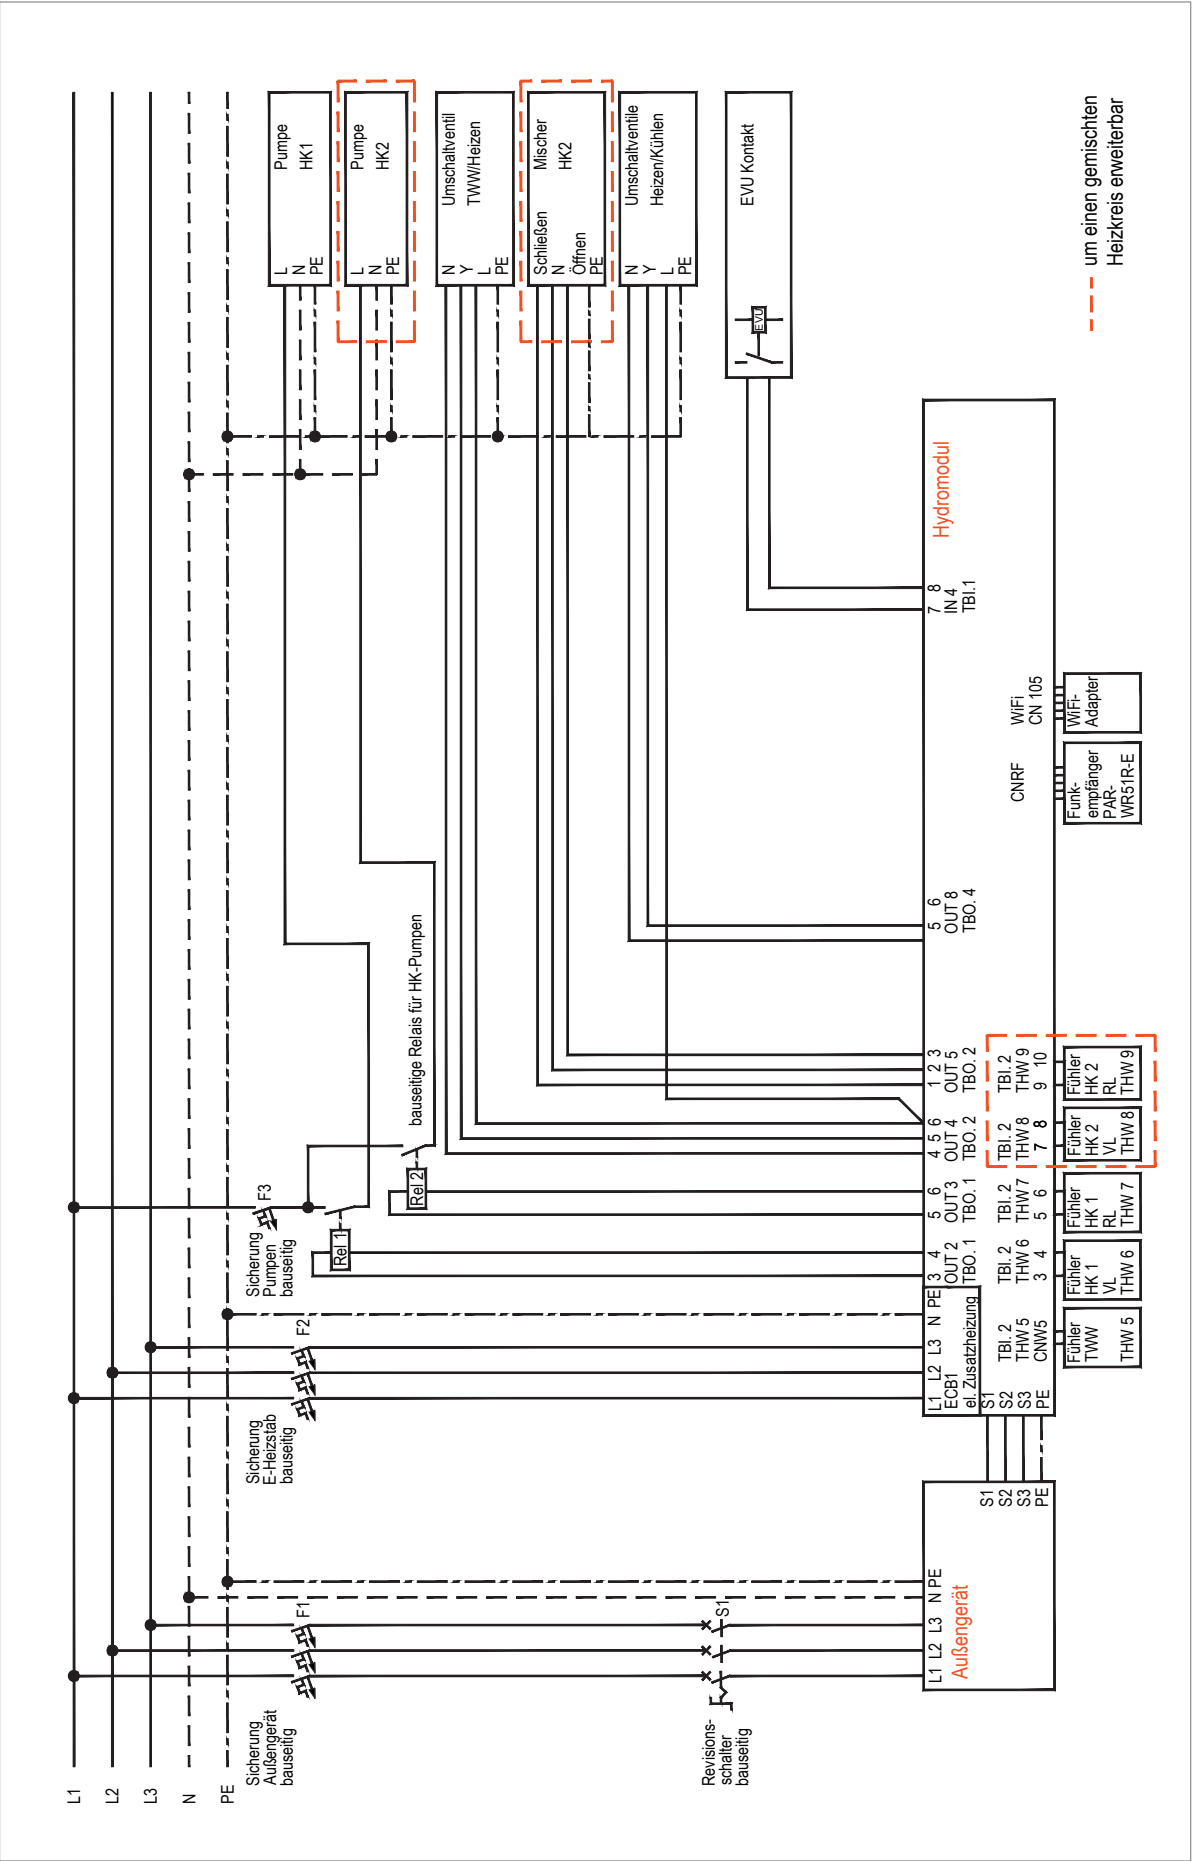 L1
L2
L3
N
PE
Sicherung
Außengerät
bauseitig
F1
Sicherung
E-Heizstab
bauseitig
F2
Sicherung
Pumpen
bauseitig
F3
Revisions-
schalter
bauseitig
S1
Rel 1
Rel 2
bauseitige Relais für HK-Pumpen
Pumpe
HK1
L
N
PE
Pumpe
HK2
L
N
PE
Umschaltventil
TWW/Heizen
N
Y
L
PE
Mischer
HK2
Schließen
N
Öffnen
PE
Umschaltventile
Heizen/Kühlen
N
Y
L
PE
EVU Kontakt
EVU
um einen gemischten
Heizkreis erweiterbar
L1 L2 L3 N PE
Außengerät
S1
S2
S3
PE
L1 L2 L3 N PE
ECB1
el. Zusatzheizung
S1
S2
S3
PE
3 4
OUT 2
TBO. 1
5 6
OUT 3
TBO. 1
4 5 6
OUT 4
TBO. 2
1 2 3
OUT 5
TBO. 2
5 6
OUT 8
TBO. 4
7 8
IN 4
TBI.1
Hydromodul
TBI. 2
THW 5
CNW5
TBI. 2
THW 6
3 4
TBI. 2
THW 7
5 6
TBI. 2
THW 8
7 8
TBI. 2
THW 9
9 10
CNRF
WiFi
CN 105
Fühler
TWW
THW 5
Fühler
HK 1
VL
THW 6
Fühler
HK 1
RL
THW 7
Fühler
HK 2
VL
THW 8
Fühler
HK 2
RL
THW 9
Funk-
empfänger
PAR-
WR51R-E
WiFi-
Adapter